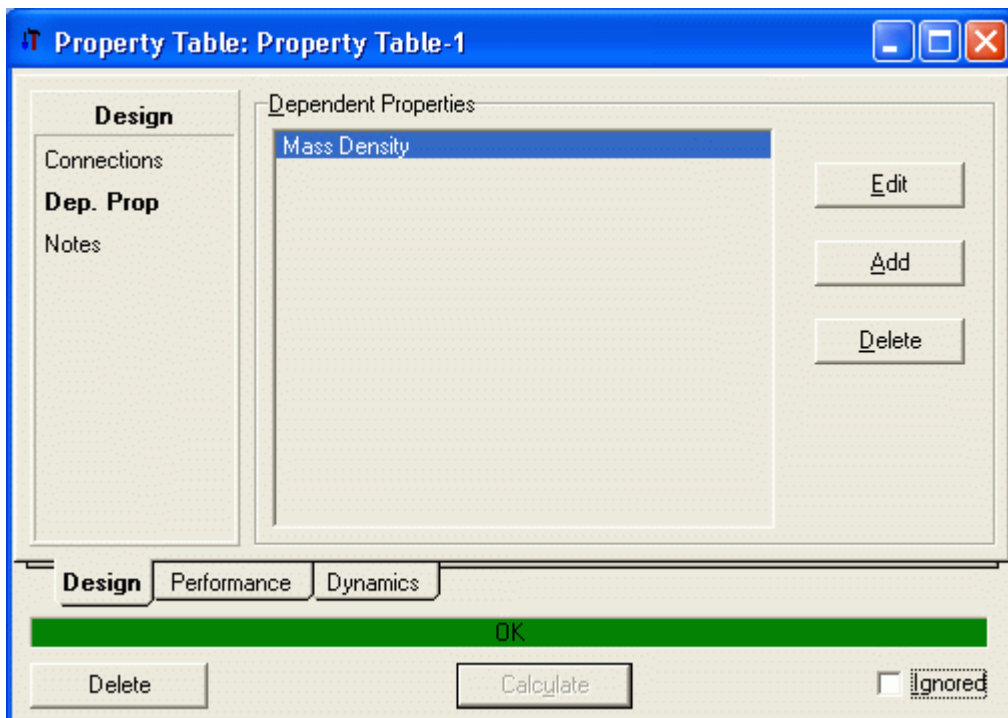 Property Table: Property Table-1
Design
Connections
Dep. Prop
Notes
Dependent Properties
Mass Density
Edit
Add
Delete
Design Performance Dynamics
OK
Delete Calculate Ignored